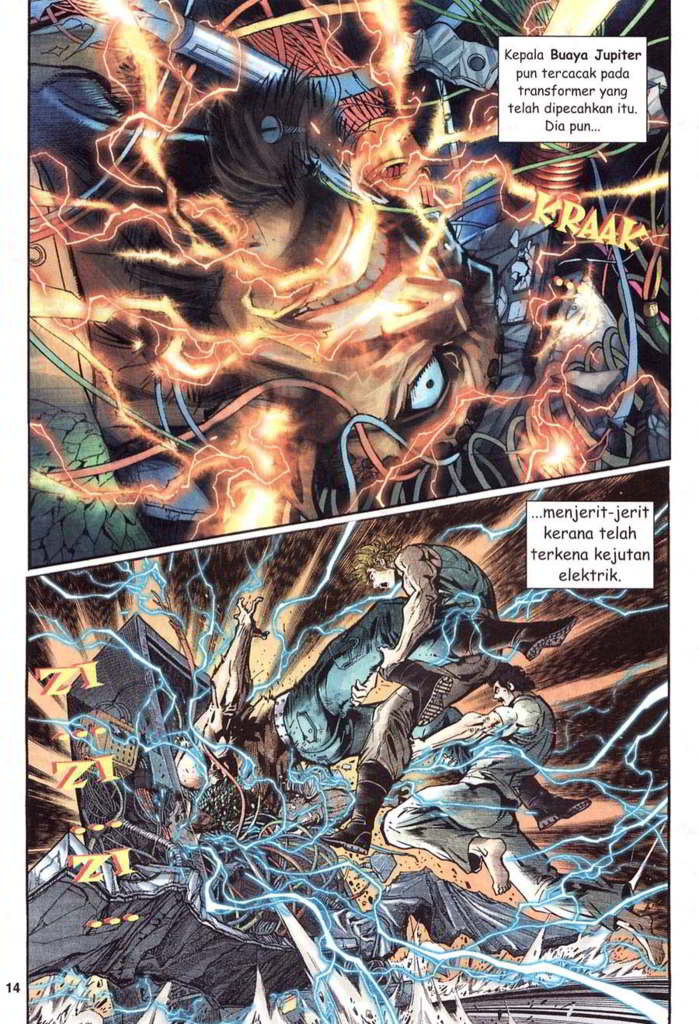 Kepala Buaya Jupiter
pun tercacak pada
transformer yang
telah dipecahkan itu.
Dia pun...
KRAAK
...menjerit-jerit
kerana telah
terkena kejutan
elektrik.
ZI
...
ZI
...
ZI
...
14